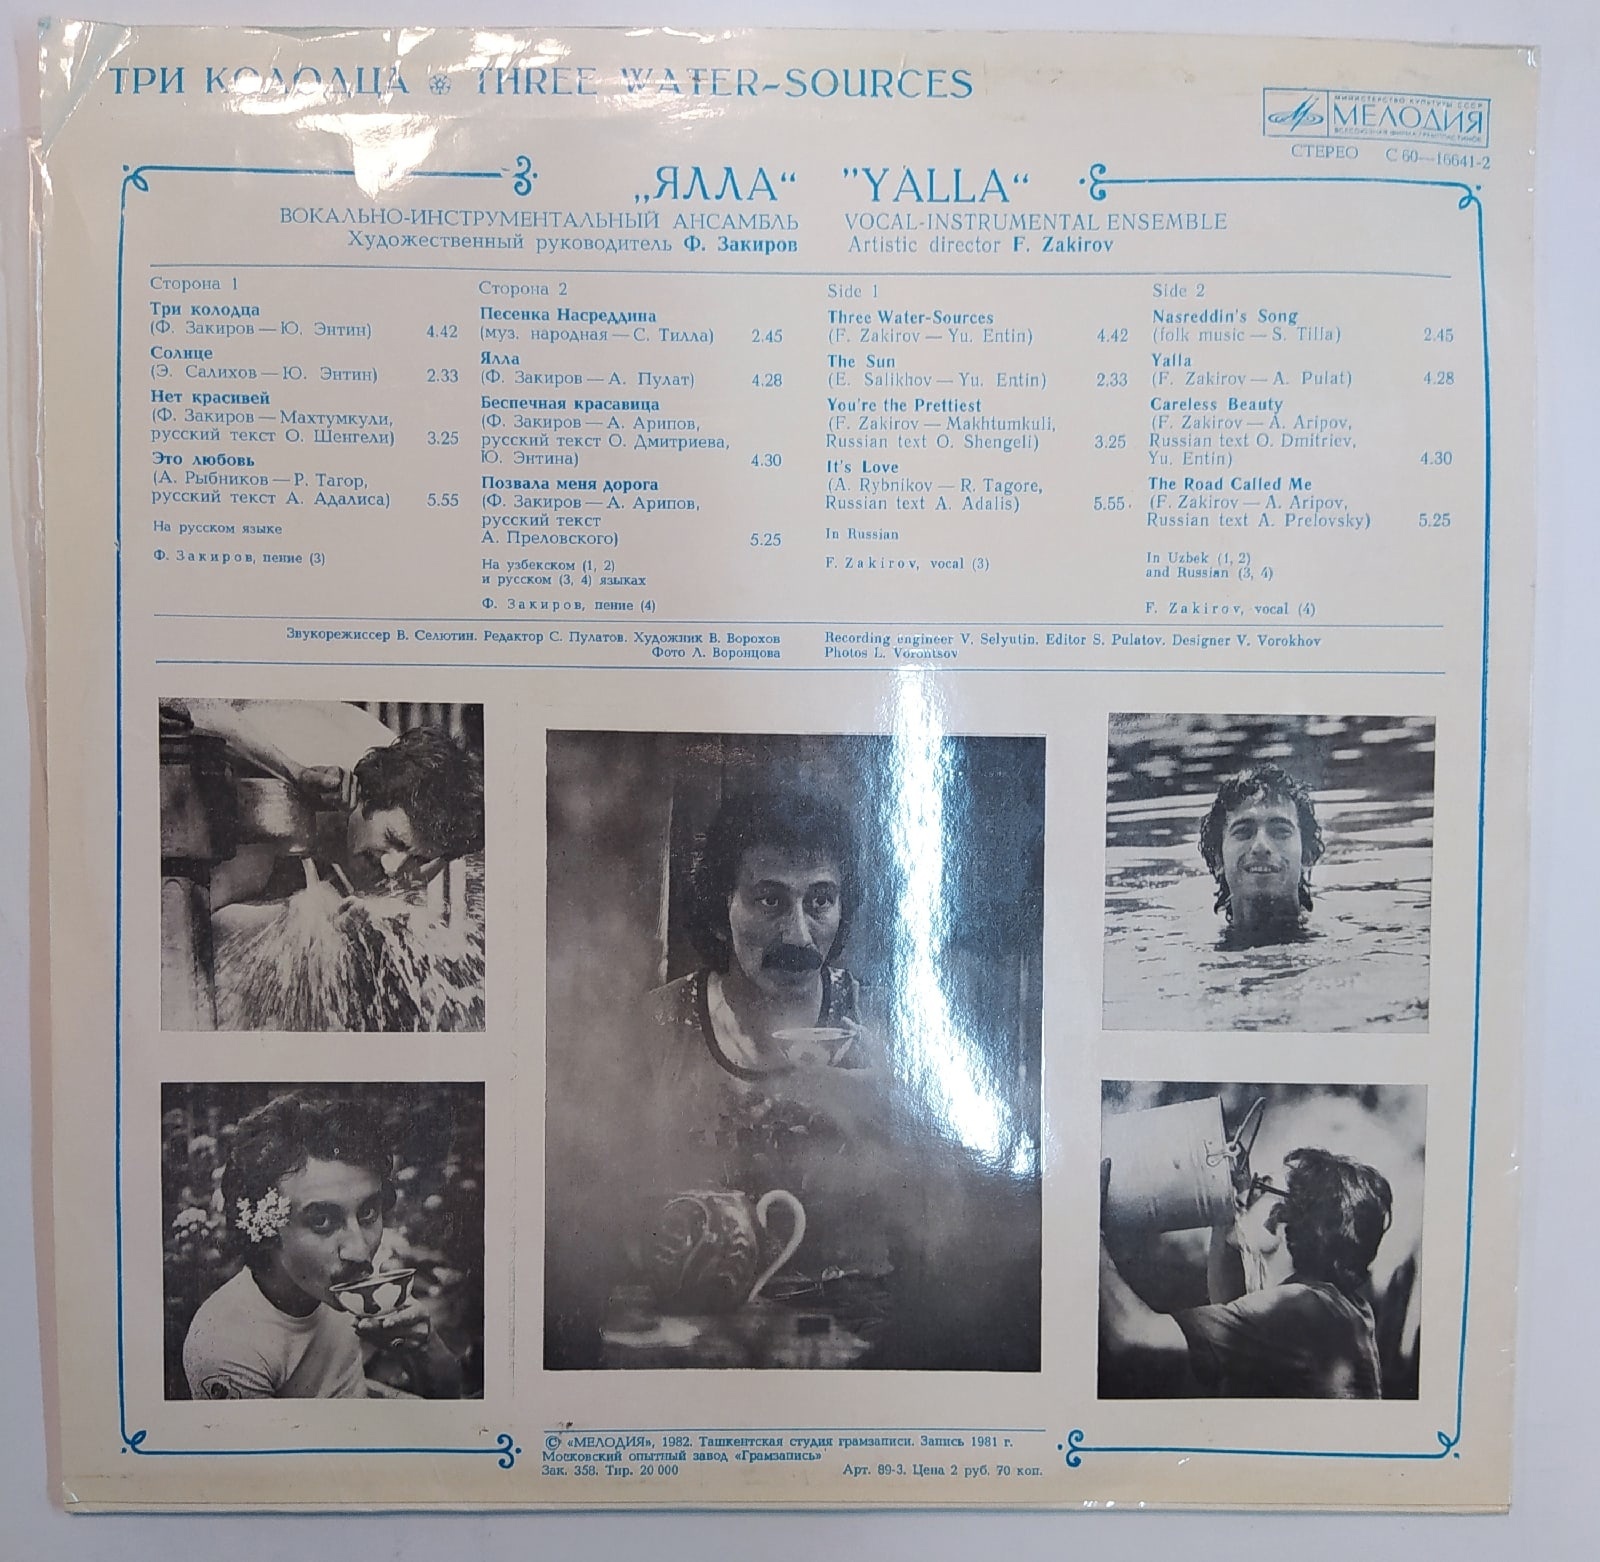 ТРИ КОЛОДЦА THREE WATER-SOURCES
МИНИСТЕРСТВО КУЛЬТУРЫ СССР
МЕЛОДИЯ
ВСЕСОЮЗНАЯ ФИРМА ГРАМПЛАСТИНОК
СТЕРЕО С 60—16641-2
„ЯЛЛА“ "YALLA“
ВОКАЛЬНО-ИНСТРУМЕНТАЛЬНЫЙ АНСАМБЛЬ
Художественный руководитель Ф. Закиров
VOCAL-INSTRUMENTAL ENSEMBLE
Artistic director F. Zakirov
Сторона 1
Три колодца
(Ф. Закиров — Ю. Энтин) 4.42
Солнце
(Э. Салихов — Ю. Энтин) 2.33
Нет красивей
(Ф. Закиров — Махтумкули,
русский текст О. Шенгели) 3.25
Это любовь
(А. Рыбников — Р. Тагор,
русский текст А. Адалиса) 5.55
На русском языке
Ф. Закиров, пение (3)
Сторона 2
Песенка Насреддина
(муз. народная — С. Тилла) 2.45
Ялла
(Ф. Закиров — А. Пулат) 4.28
Беспечная красавица
(Ф. Закиров — А. Арипов,
русский текст О. Дмитриева,
Ю. Энтина) 4.30
Позвала меня дорога
(Ф. Закиров — А. Арипов,
русский текст
А. Преловского) 5.25
На узбекском (1, 2)
и русском (3, 4) языках
Ф. Закиров, пение (4)
Side 1
Three Water-Sources
(F. Zakirov — Yu. Entin) 4.42
The Sun
(E. Salikhov — Yu. Entin) 2.33
You're the Prettiest
(F. Zakirov — Makhtumkuli,
Russian text O. Shengeli) 3.25
It's Love
(A. Rybnikov — R. Tagore,
Russian text A. Adalis) 5.55.
In Russian
F. Zakirov, vocal (3)
Side 2
Nasreddin's Song
(folk music — S. Tilla) 2.45
Yalla
(F. Zakirov — A. Pulat) 4.28
Careless Beauty
(F. Zakirov — A. Aripov,
Russian text O. Dmitriev,
Yu. Entin) 4.30
The Road Called Me
(F. Zakirov — A. Aripov,
Russian text A. Prelovsky) 5.25
In Uzbek (1, 2)
and Russian (3, 4)
F. Zakirov, vocal (4)
Звукорежиссер В. Селютин. Редактор С. Пулатов. Художник В. Ворохов
Фото Л. Воронцова
Recording engineer V. Selyutin. Editor S. Pulatov. Designer V. Vorokhov
Photos L. Vorontsov
© «МЕЛОДИЯ», 1982. Ташкентская студия грамзаписи. Запись 1981 г.
Московский опытный завод «Грамзапись»
Зак. 358. Тир. 20 000 Арт. 89-3. Цена 2 руб. 70 коп.